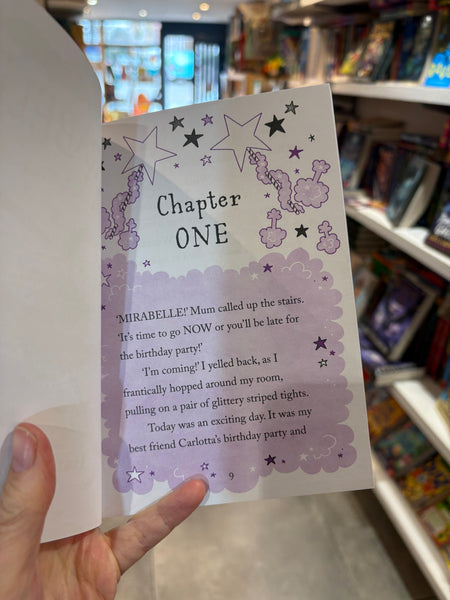 Chapter
ONE
‘MIRABELLE!’ Mum called up the stairs.
‘It’s time to go NOW or you’ll be late for
the birthday party!’
‘I’m coming!’ I yelled back, as I
frantically hopped around my room,
pulling on a pair of glittery striped tights.
Today was an exciting day. It was my
best friend Carlotta’s birthday party and
9